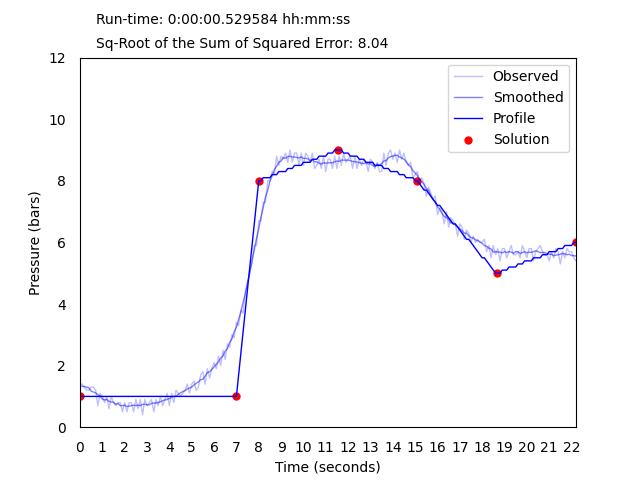 Run-time: 0:00:00.529584 hh:mm:ss
Sq-Root of the Sum of Squared Error: 8.04
12
10
8
6
4
2
0
Pressure (bars)
Observed
Smoothed
Profile
Solution
0 1 2 3 4 5 6 7 8 9 10 11 12 13 14 15 16 17 18 19 20 21 22
Time (seconds)